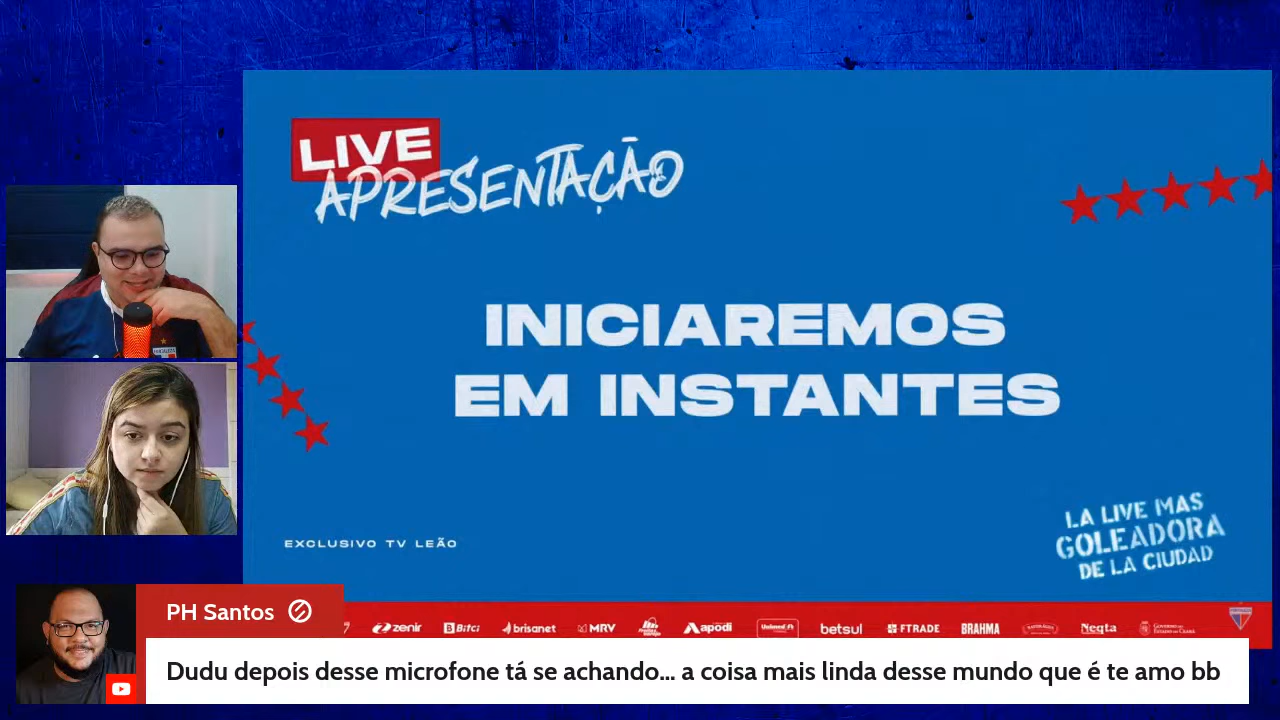 LIVE
APRESENTAÇÃO
INICIAREMOS
EM INSTANTES
EXCLUSIVO TV LEÃO
LA LIVE MAS
GOLEADORA
DE LA CIUDAD
zenir
Bitci
brisanet
MRV
apodi
Unimed
betsul
FTRADE
BRAHMA
PH Santos
Dudu depois desse microfone tá se achando... a coisa mais linda desse mundo que é te amo bb